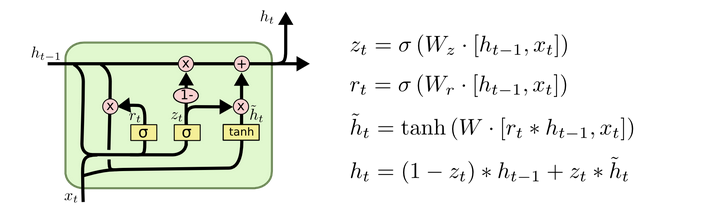 h_t
h_{t-1}
x
+
1-
x
r_t
z_t
x
h̃_t
σ
σ
tanh
x_t
z_t = σ (W_z · [h_{t-1}, x_t])
r_t = σ (W_r · [h_{t-1}, x_t])
h̃_t = tanh (W · [r_t * h_{t-1}, x_t])
h_t = (1 − z_t) * h_{t-1} + z_t * h̃_t